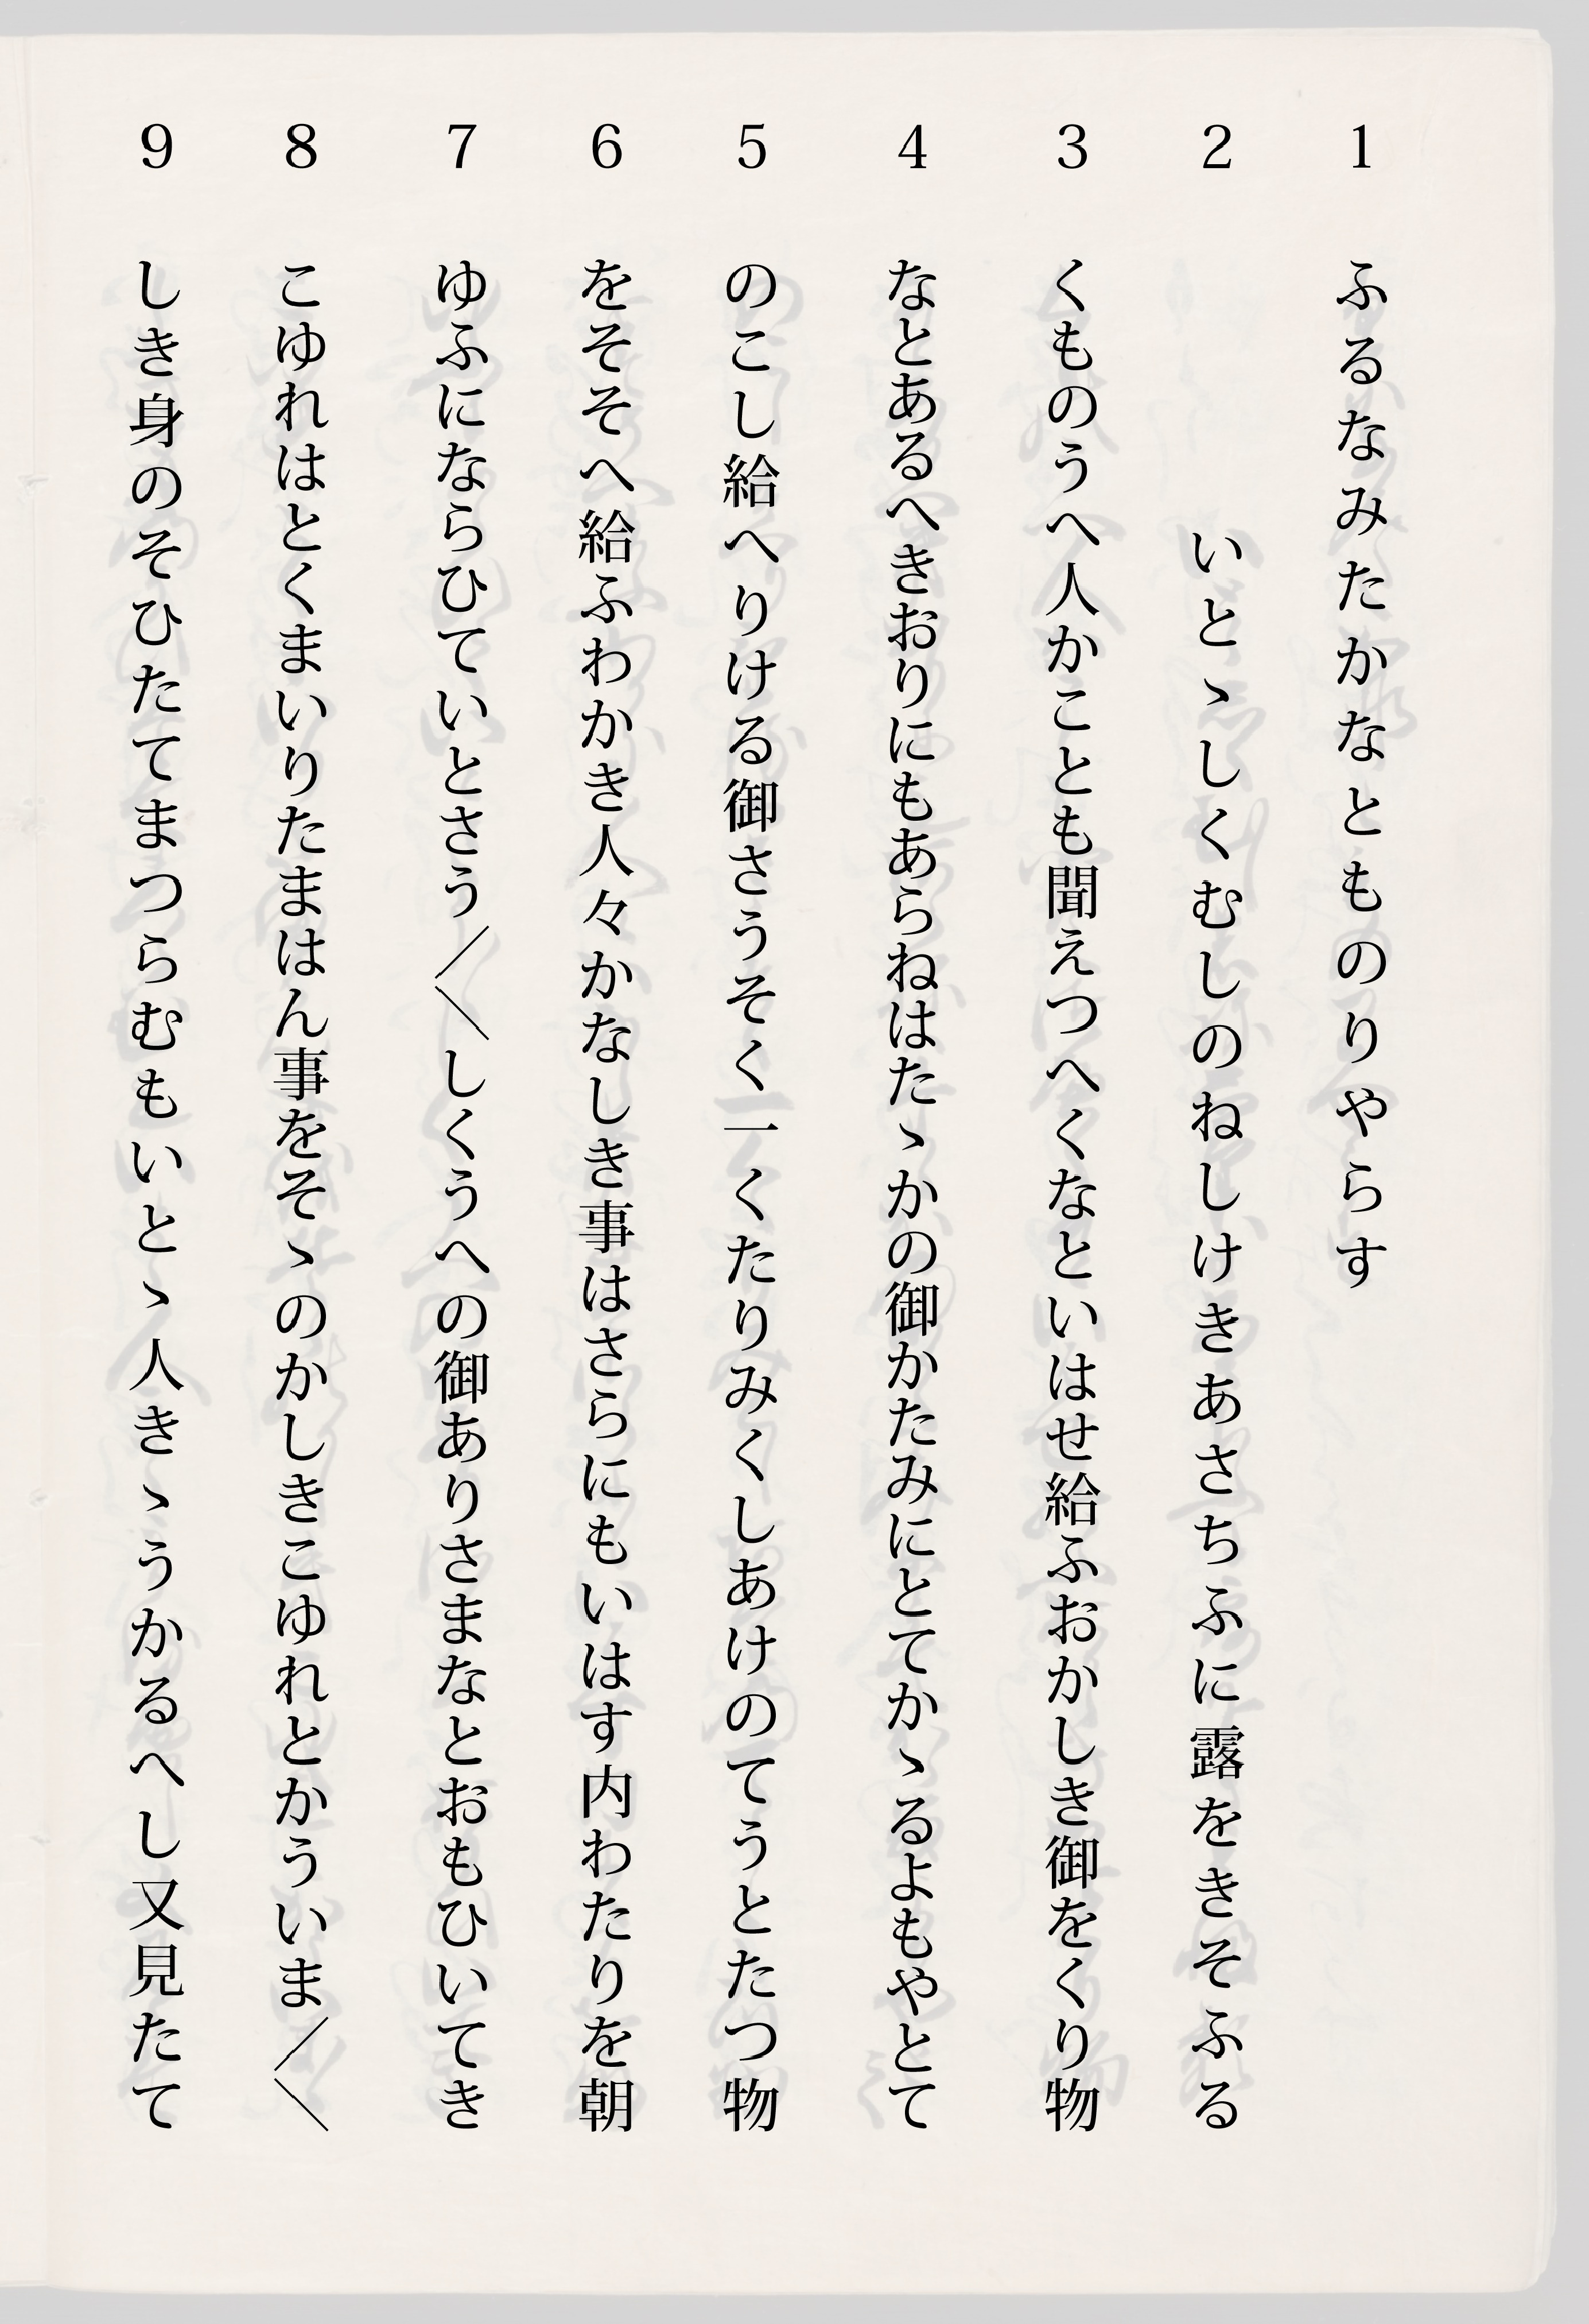 1 ふるなみたかなとものりやらす
2 いとゝしくむしのねしけきあさちふに露をきそふる
3 くものうへ人かことも聞えつへくなといはせ給ふおかしき御をくり物
4 なとあるへきおりにもあらねはたゝかの御かたみにとてかゝるよもやとて
5 のこし給へりける御さうそく一くたりみくしあけのてうとたつ物
6 をそそへ給ふわかき人々かなしき事はさらにもいはす内わたりを朝
7 ゆふにならひていとさう／＼しくうへの御ありさまなとおもひいてき
8 こゆれはとくまいりたまはん事をそゝのかしきこゆれとかういま／＼
9 しき身のそひたてまつらむもいとゝ人きゝうかるへし又見たて